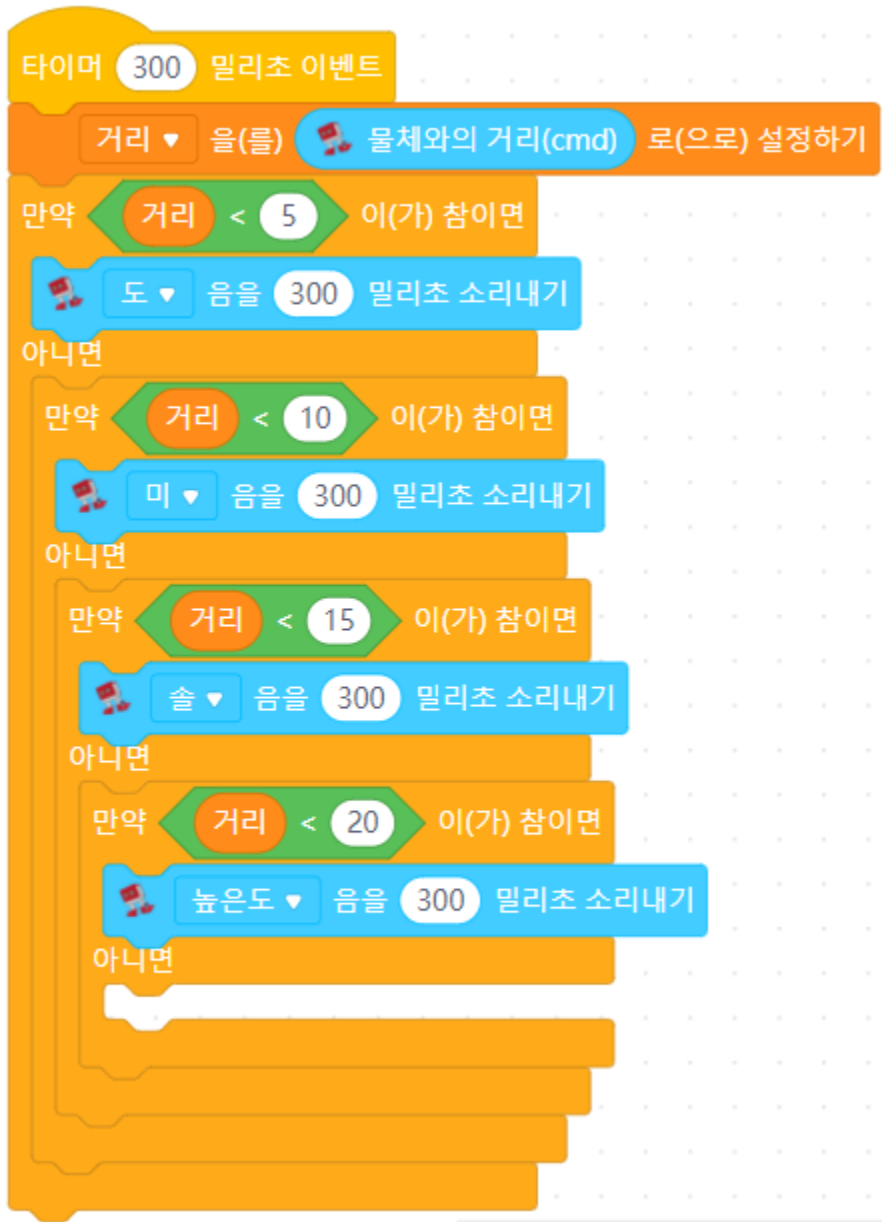 타이머 300 밀리초 이벤트
거리 을(를) 물체와의 거리(cmd) 로(으로) 설정하기
만약 거리 < 5 이(가) 참이면
도 음을 300 밀리초 소리내기
아니면
만약 거리 < 10 이(가) 참이면
미 음을 300 밀리초 소리내기
아니면
만약 거리 < 15 이(가) 참이면
솔 음을 300 밀리초 소리내기
아니면
만약 거리 < 20 이(가) 참이면
높은도 음을 300 밀리초 소리내기
아니면